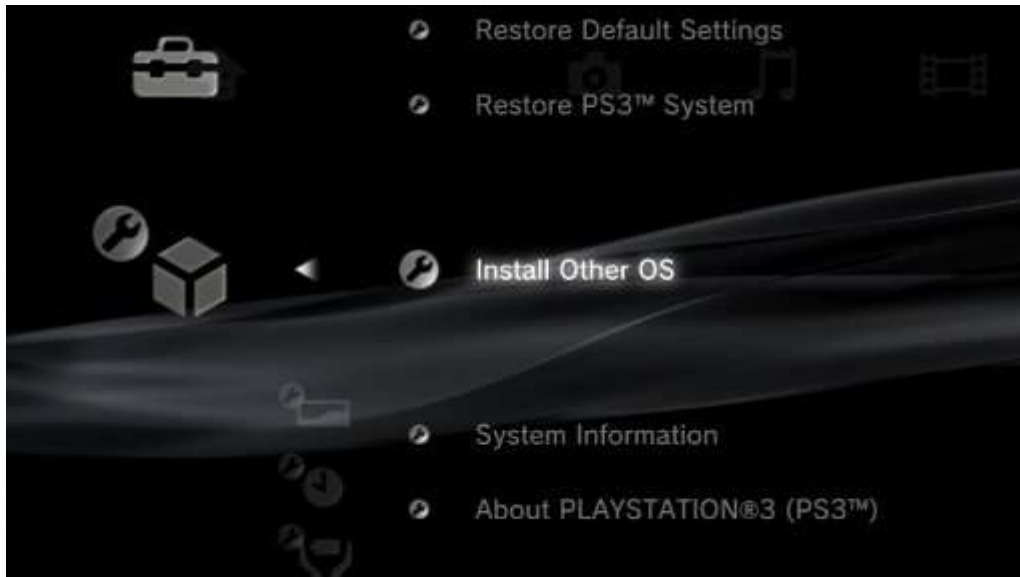 Restore Default Settings
Restore PS3™ System
Install Other OS
System Information
About PLAYSTATION®3 (PS3™)